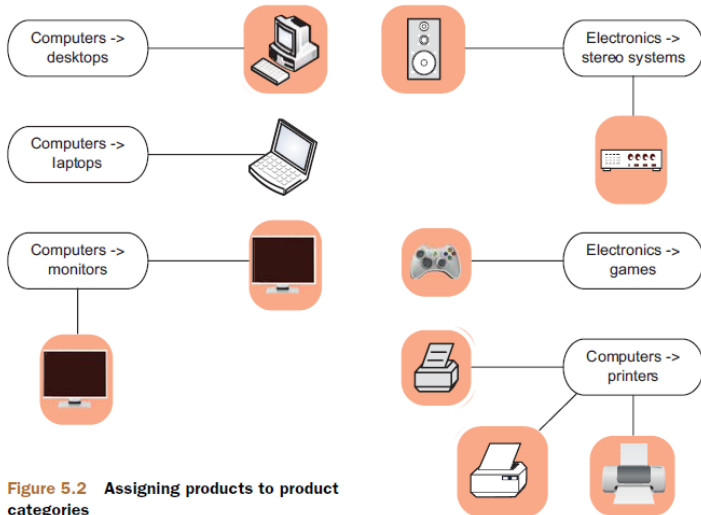 Computers ->
desktops
Electronics ->
stereo systems
Computers ->
laptops
Computers ->
monitors
Electronics ->
games
Computers ->
printers
Figure 5.2 Assigning products to product
categories